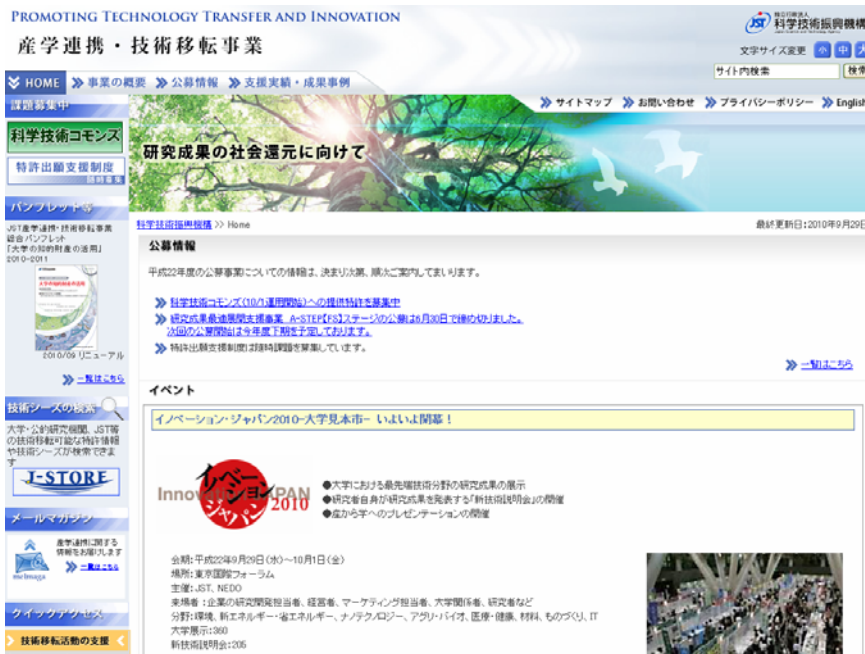 PROMOTING TECHNOLOGY TRANSFER AND INNOVATION
産学連携・技術移転事業
独立行政法人
科学技術振興機構
文字サイズ変更 小 中 大
サイト内検索 検索
HOME 事業の概要 公募情報 支援実績・成果事例
サイトマップ お問い合わせ プライバシーポリシー English
課題募集中
科学技術コモンズ
特許出願支援制度
随時募集
パンフレット等
JST産学連携・技術移転事業
総合パンフレット
「大学の知的財産の活用」
2010-2011
2010/09 リニューアル
一覧はこちら
技術シーズの検索
大学・公的研究機関、JST等
の技術移転可能な特許情報
や技術シーズが検索できま
す
J-STORE
メールマガジン
産学連携に関する
情報をお届けします
一覧はこちら
melmaga
クイックアクセス
技術移転活動の支援
研究成果の社会還元に向けて
科学技術振興機構 >> Home
最終更新日:2010年9月29日
公募情報
平成22年度の公募事業についての情報は、決まり次第、順次ご案内してまいります。
科学技術コモンズ(10/1運用開始)への提供特許を募集中
研究成果最適展開支援事業 A-STEP【FS】ステージの公募は6月30日で締め切りました。
次回の公募開始は今年度下期を予定しております。
特許出願支援制度は随時課題を募集しています。
一覧はこちら
イベント
イノベーション・ジャパン2010-大学見本市- いよいよ開幕!
Innovation JAPAN 2010
イノベーションジャパン
●大学における最先端技術分野の研究成果の展示
●研究者自身が研究成果を発表する「新技術説明会」の開催
●産から学へのプレゼンテーションの開催
会期:平成22年9月29日(水)～10月1日(金)
場所:東京国際フォーラム
主催:JST、NEDO
来場者:企業の研究開発担当者、経営者、マーケティング担当者、大学関係者、研究者など
分野:環境、新エネルギー・省エネルギー、ナノテクノロジー、アグリ・バイオ、医療・健康、材料、ものづくり、IT
大学展示:360
新技術説明会:205